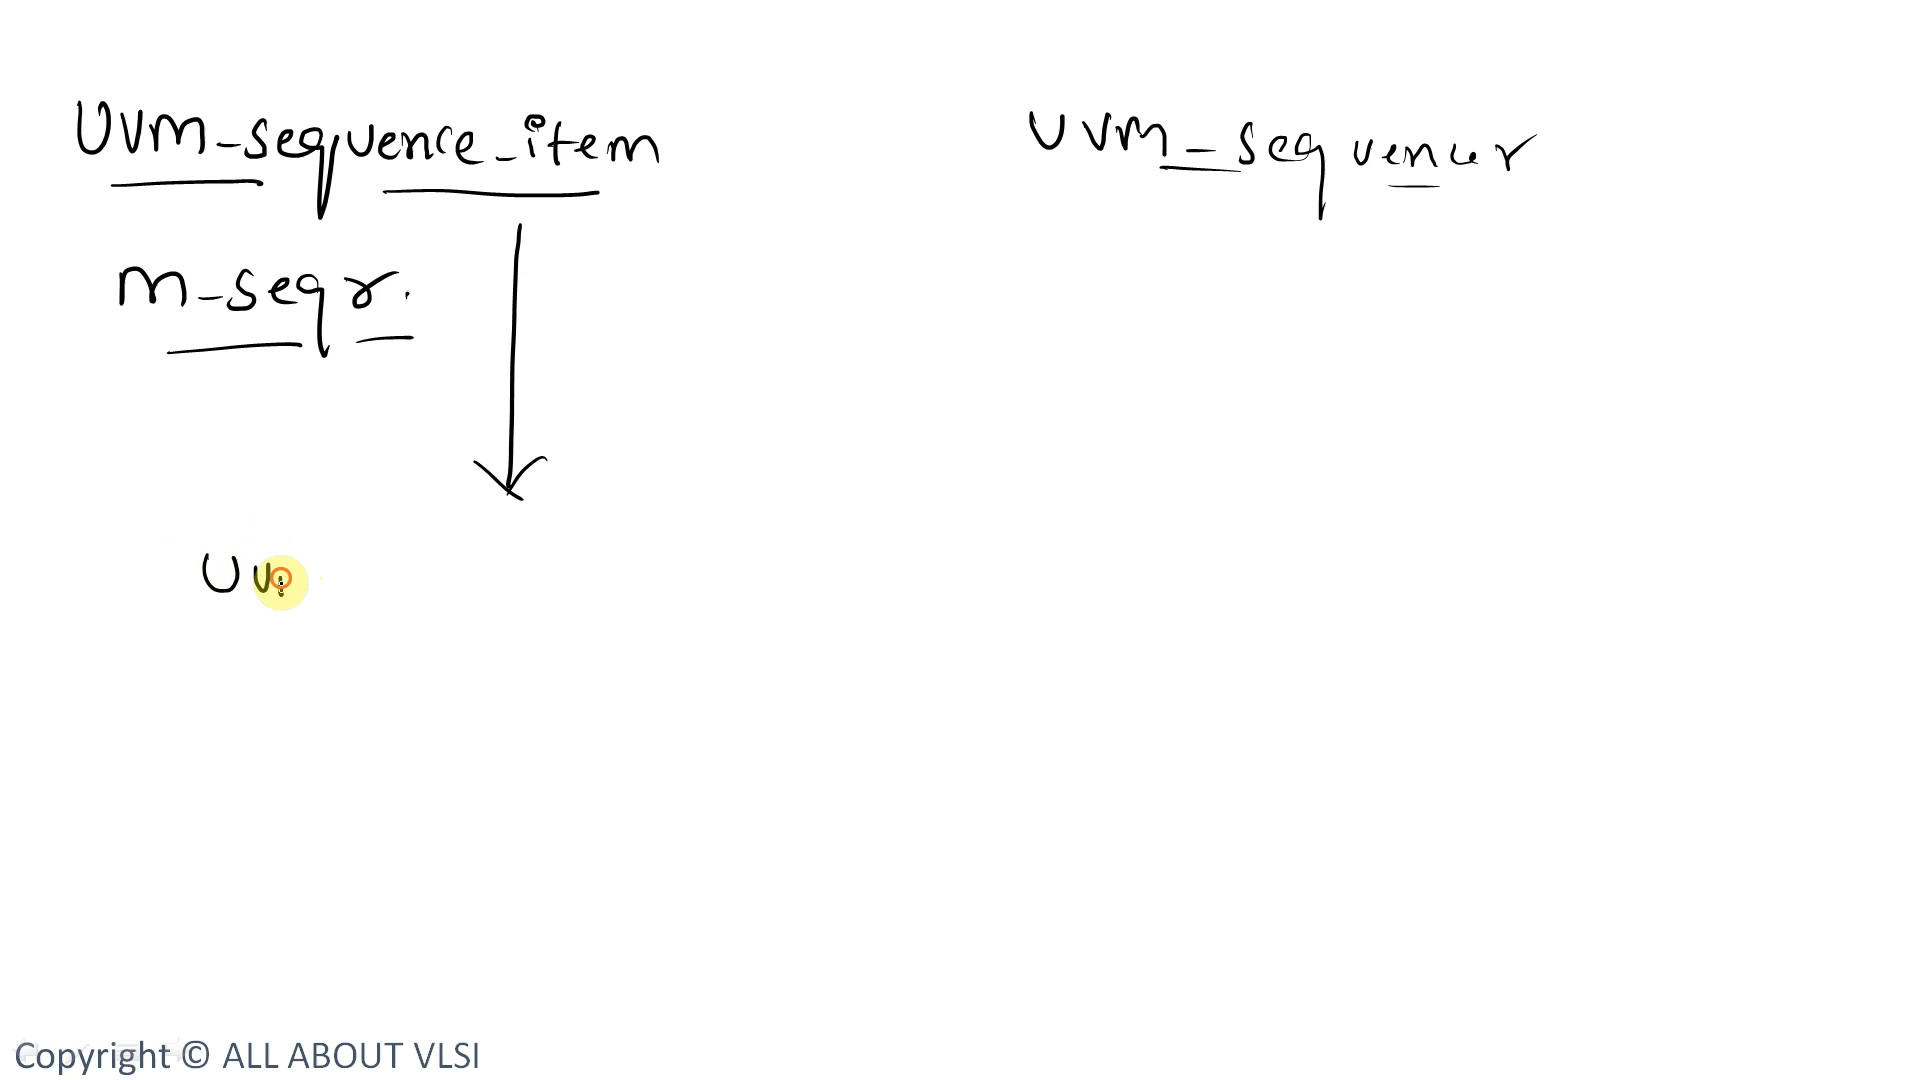 UVM_sequence_item
UVM_sequencer
m_seqr.
UV
Copyright © ALL ABOUT VLSI